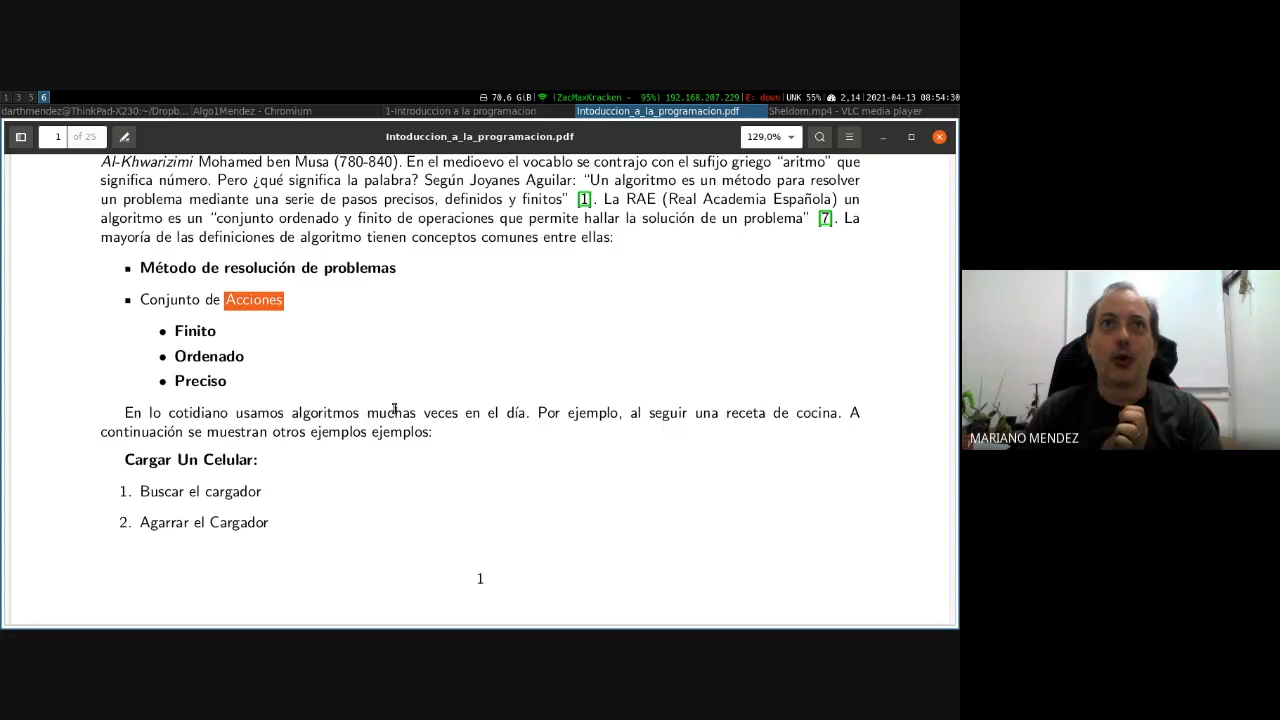 1 3 5 6
70,6 GiB (ZacMaxKracken - 95%) 192.168.207.229 E: down UNK 55% 2,14 2021-04-13 08:54:30
darthmendez@ThinkPad-X230:~/Dropb... Algo1Mendez - Chromium 1-Introduccion a la programacion Intoduccion_a_la_programacion.pdf Sheldom.mp4 - VLC media player
1 of 25 Intoduccion_a_la_programacion.pdf 129,0%
Al-Khwarizimi Mohamed ben Musa (780-840). En el medioevo el vocablo se contrajo con el sufijo griego “aritmo” que
significa número. Pero ¿qué significa la palabra? Según Joyanes Aguilar: “Un algoritmo es un método para resolver
un problema mediante una serie de pasos precisos, definidos y finitos” [1]. La RAE (Real Academia Española) un
algoritmo es un “conjunto ordenado y finito de operaciones que permite hallar la solución de un problema” [7]. La
mayoría de las definiciones de algoritmo tienen conceptos comunes entre ellas:
▪ Método de resolución de problemas
▪ Conjunto de Acciones
• Finito
• Ordenado
• Preciso
En lo cotidiano usamos algoritmos muchas veces en el día. Por ejemplo, al seguir una receta de cocina. A
continuación se muestran otros ejemplos ejemplos:
Cargar Un Celular:
1. Buscar el cargador
2. Agarrar el Cargador
1
MARIANO MENDEZ